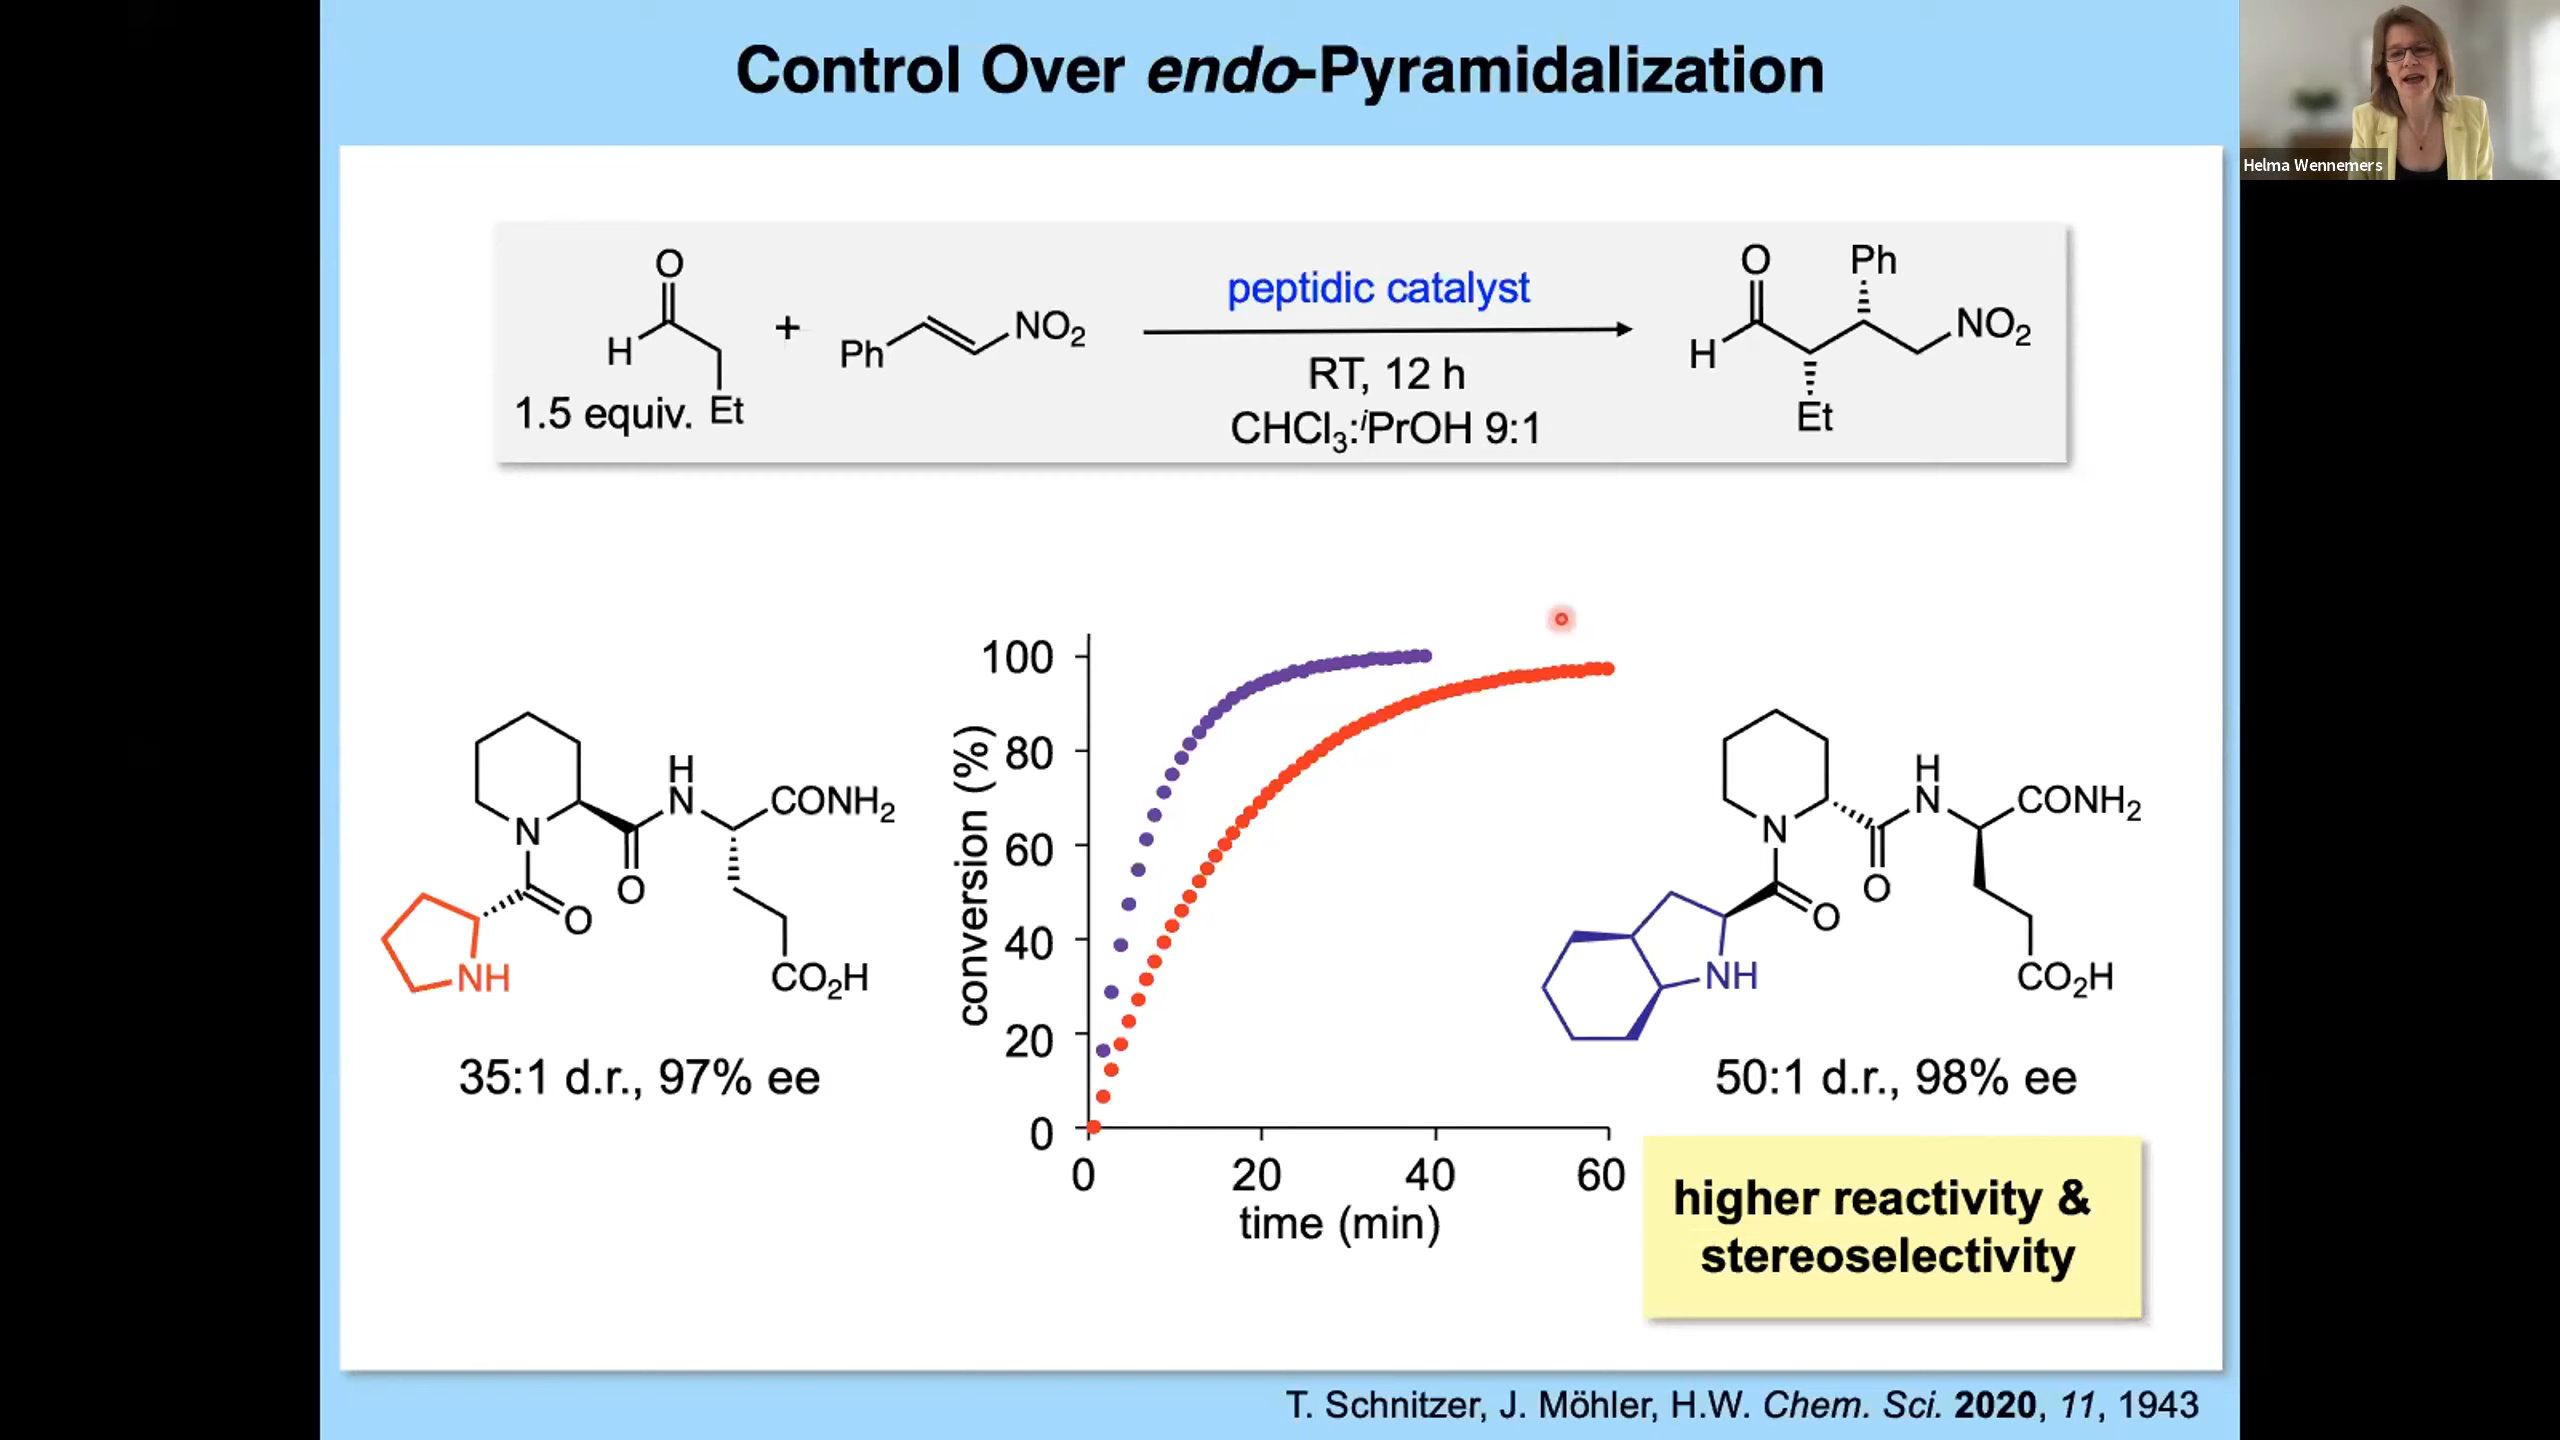 Control Over endo-Pyramidalization
Helma Wennemers
O
H
1.5 equiv. Et
+
Ph
NO2
peptidic catalyst
RT, 12 h
CHCl3:iPrOH 9:1
O
Ph
H
NO2
Et
H
N
CONH2
N
O
O
NH
CO2H
35:1 d.r., 97% ee
conversion (%)
100
80
60
40
20
0
0 20 40 60
time (min)
H
N
CONH2
N
O
O
NH
CO2H
50:1 d.r., 98% ee
higher reactivity &
stereoselectivity
T. Schnitzer, J. Möhler, H.W. Chem. Sci. 2020, 11, 1943